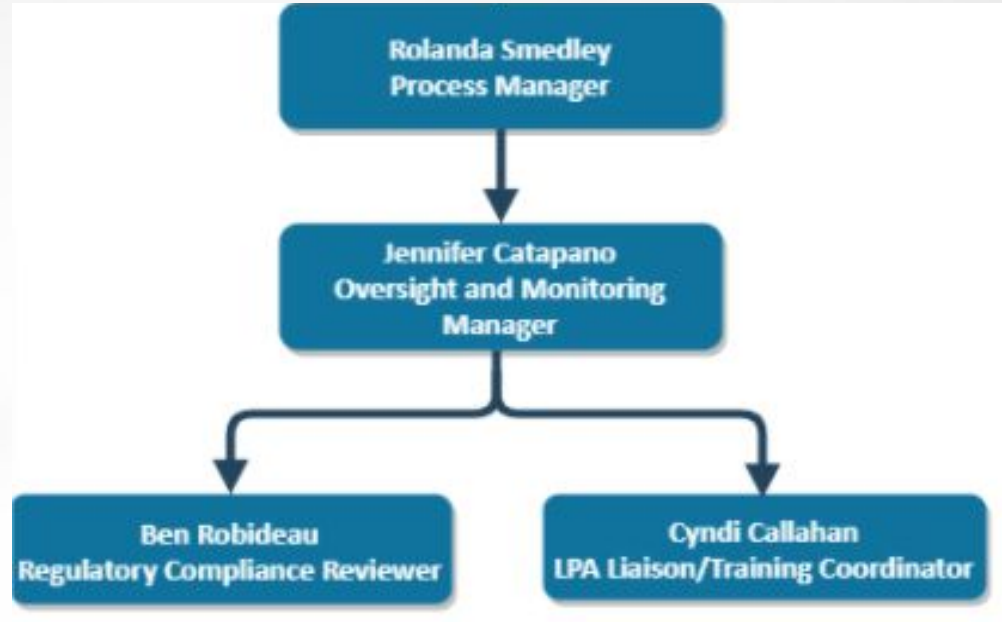 Rolanda Smedley
Process Manager
Jennifer Catapano
Oversight and Monitoring
Manager
Ben Robideau
Regulatory Compliance Reviewer
Cyndi Callahan
LPA Liaison/Training Coordinator